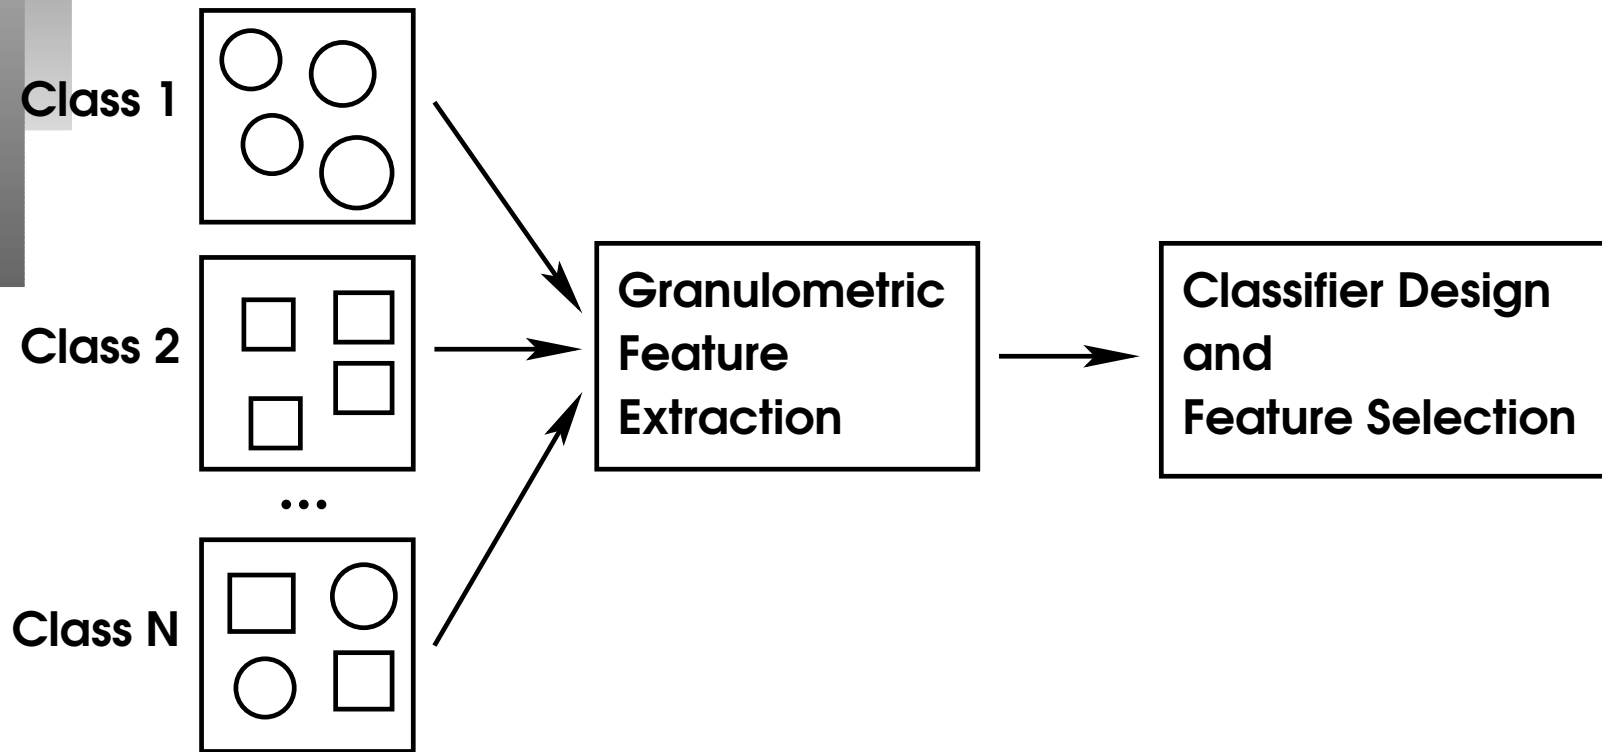 Class 1
Class 2
...
Class N
Granulometric
Feature
Extraction
Classifier Design
and
Feature Selection